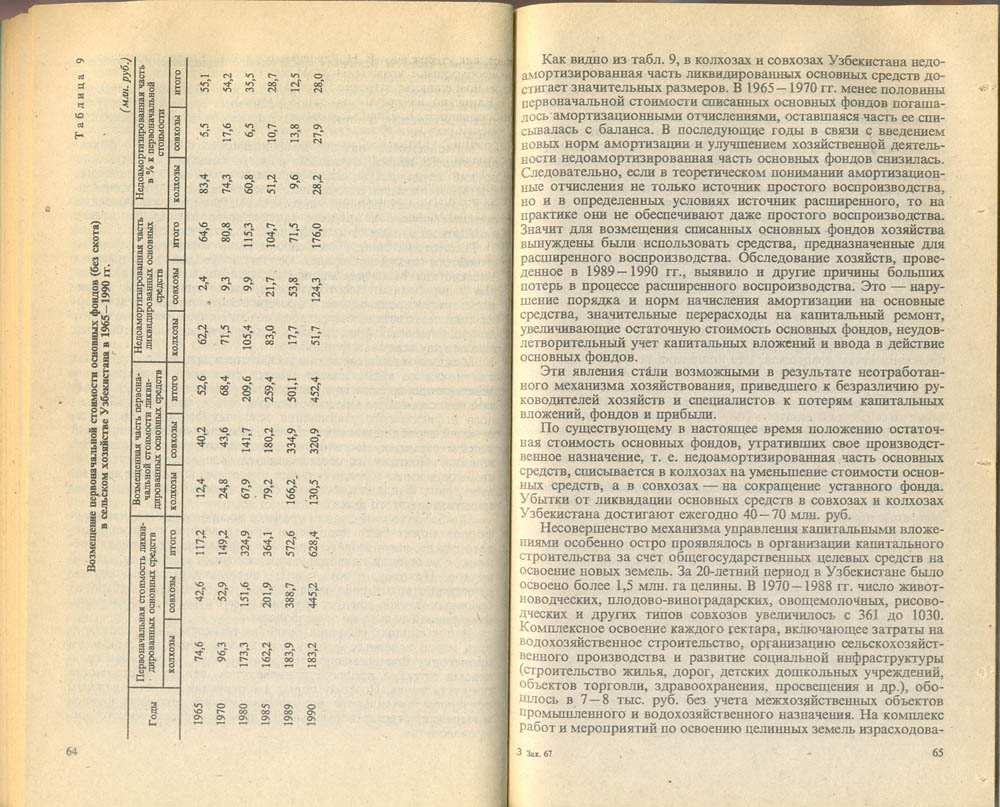 Таблица 9
(млн. руб.)
Возмещение первоначальной стоимости основных фондов (без скота)
в сельском хозяйстве Узбекистана в 1965—1990 гг.
Годы | Первоначальная стоимость ликви- | Возмещенная часть первона- | Недоамортизированная часть | Недоамортизированная часть
дированных основных средств | чальной стоимости ликви- | ликвидированных основных | в % к первоначальной
дированных основных средств | средств | стоимости
колхозы | совхозы | итого | колхозы | совхозы | итого | колхозы | совхозы | итого | колхозы | совхозы | итого
1965 | 74,6 | 42,6 | 117,2 | 12,4 | 40,2 | 52,6 | 62,2 | 2,4 | 64,6 | 83,4 | 5,5 | 55,1
1970 | 96,3 | 52,9 | 149,2 | 24,8 | 43,6 | 68,4 | 71,5 | 9,3 | 80,8 | 74,3 | 17,6 | 54,2
1980 | 173,3 | 151,6 | 324,9 | 67,9 | 141,7 | 209,6 | 105,4 | 9,9 | 115,3 | 60,8 | 6,5 | 35,5
1985 | 162,2 | 201,9 | 364,1 | 79,2 | 180,2 | 259,4 | 83,0 | 21,7 | 104,7 | 51,2 | 10,7 | 28,7
1989 | 183,9 | 388,7 | 572,6 | 166,2 | 334,9 | 501,1 | 17,7 | 53,8 | 71,5 | 9,6 | 13,8 | 12,5
1990 | 183,2 | 445,2 | 628,4 | 130,5 | 320,9 | 452,4 | 51,7 | 124,3 | 176,0 | 28,2 | 27,9 | 28,0
64
Как видно из табл. 9, в колхозах и совхозах Узбекистана недо-
амортизированная часть ликвидированных основных средств до-
стигает значительных размеров. В 1965—1970 гг. менее половины
первоначальной стоимости списанных основных фондов погаша-
лось амортизационными отчислениями, оставшаяся часть ее спи-
сывалась с баланса. В последующие годы в связи с введением
новых норм амортизации и улучшением хозяйственной деятель-
ности недоамортизированная часть основных фондов снизилась.
Следовательно, если в теоретическом понимании амортизацион-
ные отчисления не только источник простого воспроизводства,
но и в определенных условиях источник расширенного, то на
практике они не обеспечивают даже простого воспроизводства.
Значит для возмещения списанных основных фондов хозяйства
вынуждены были использовать средства, предназначенные для
расширенного воспроизводства. Обследование хозяйств, прове-
денное в 1989—1990 гг., выявило и другие причины больших
потерь в процессе расширенного воспроизводства. Это — нару-
шение порядка и норм начисления амортизации на основные
средства, значительные перерасходы на капитальный ремонт,
увеличивающие остаточную стоимость основных фондов, неудов-
летворительный учет капитальных вложений и ввода в действие
основных фондов.
Эти явления стали возможными в результате неотработан-
ного механизма хозяйствования, приведшего к безразличию ру-
ководителей хозяйств и специалистов к потерям капитальных
вложений, фондов и прибыли.
По существующему в настоящее время положению остаточ-
ная стоимость основных фондов, утративших свое производст-
венное назначение, т. е. недоамортизированная часть основных
средств, списывается в колхозах на уменьшение стоимости основ-
ных средств, а в совхозах — на сокращение уставного фонда.
Убытки от ликвидации основных средств в совхозах и колхозах
Узбекистана достигают ежегодно 40—70 млн. руб.
Несовершенство механизма управления капитальными вложе-
ниями особенно остро проявлялось в организации капитального
строительства за счет общегосударственных целевых средств на
освоение новых земель. За 20-летний период в Узбекистане было
освоено более 1,5 млн. га целины. В 1970—1988 гг. число живот-
новодческих, плодово-виноградарских, овощемолочных, рисово-
дческих и других типов совхозов увеличилось с 361 до 1030.
Комплексное освоение каждого гектара, включающее затраты на
водохозяйственное строительство, организацию сельскохозяйст-
венного производства и развитие социальной инфраструктуры
(строительство жилья, дорог, детских дошкольных учреждений,
объектов торговли, здравоохранения, просвещения и др.), обо-
шлось в 7—8 тыс. руб. без учета межхозяйственных объектов
промышленного и водохозяйственного назначения. На комплекс
работ и мероприятий по освоению целинных земель израсходова-
3 Зак. 67
65